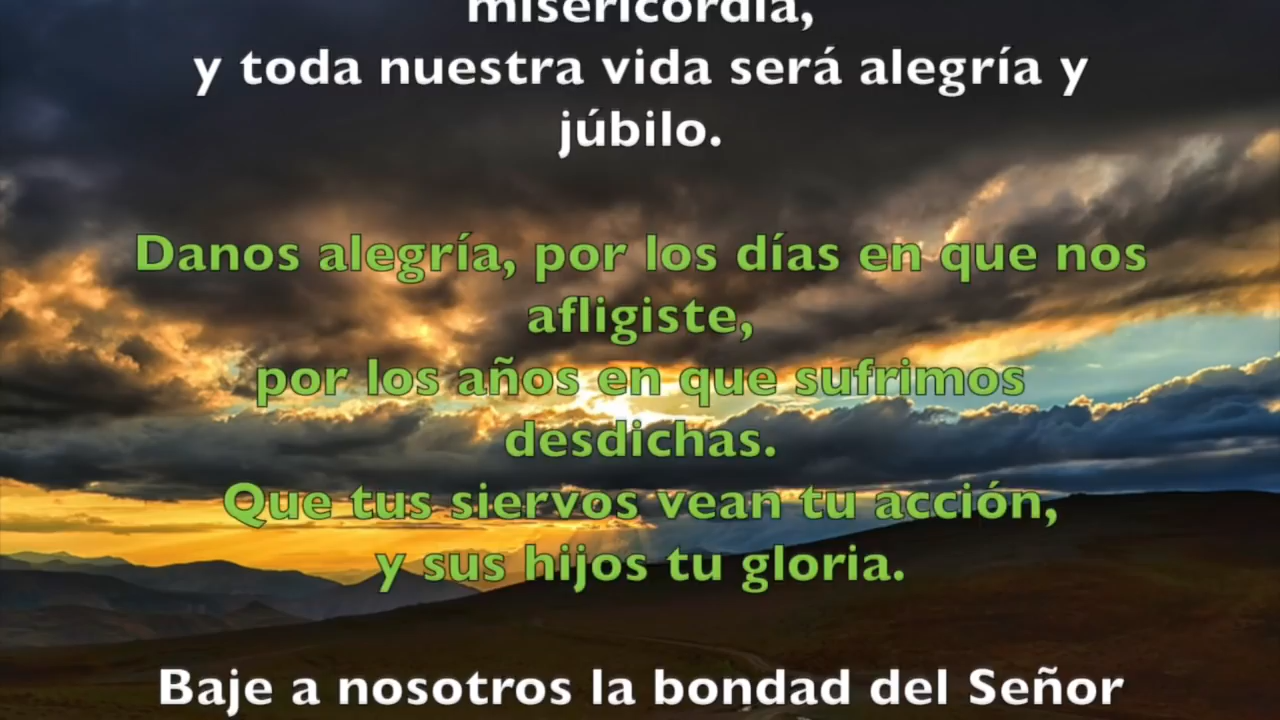 misericordia,
y toda nuestra vida será alegría y
júbilo.
Danos alegría, por los días en que nos
afligiste,
por los años en que sufrimos
desdichas.
Que tus siervos vean tu acción,
y sus hijos tu gloria.
Baje a nosotros la bondad del Señor